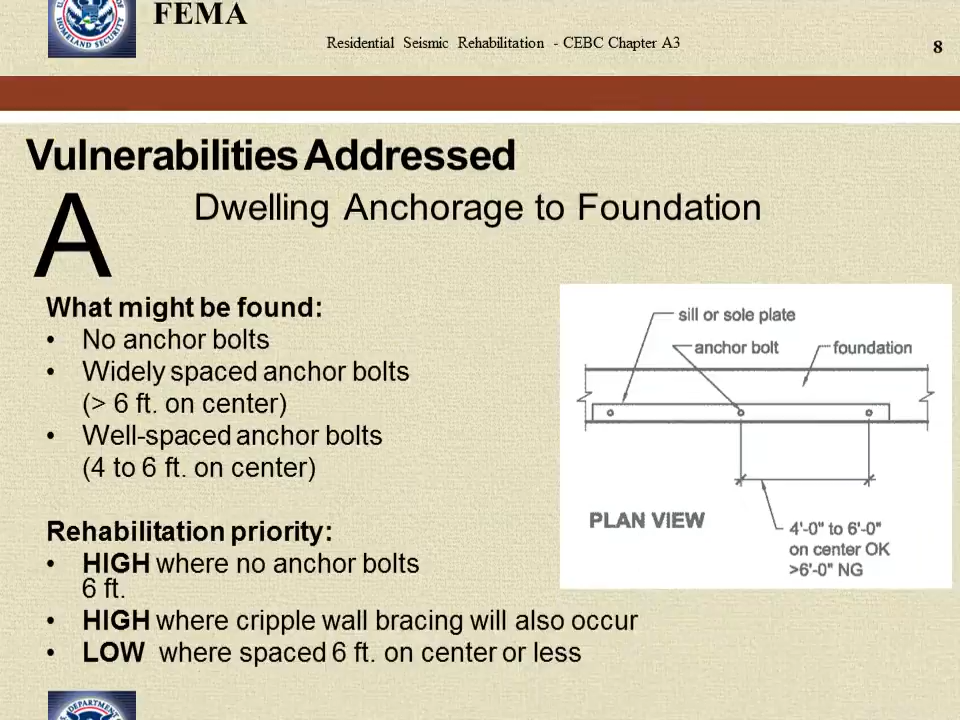 FEMA
Residential Seismic Rehabilitation - CEBC Chapter A3
8
Vulnerabilities Addressed
A
Dwelling Anchorage to Foundation
What might be found:
• No anchor bolts
• Widely spaced anchor bolts
(> 6 ft. on center)
• Well-spaced anchor bolts
(4 to 6 ft. on center)
Rehabilitation priority:
• HIGH where no anchor bolts
6 ft.
• HIGH where cripple wall bracing will also occur
• LOW where spaced 6 ft. on center or less
sill or sole plate
anchor bolt
foundation
PLAN VIEW
4'-0" to 6'-0"
on center OK
>6'-0" NG
OF HOMELAND SECURITY
DEPARTMENT